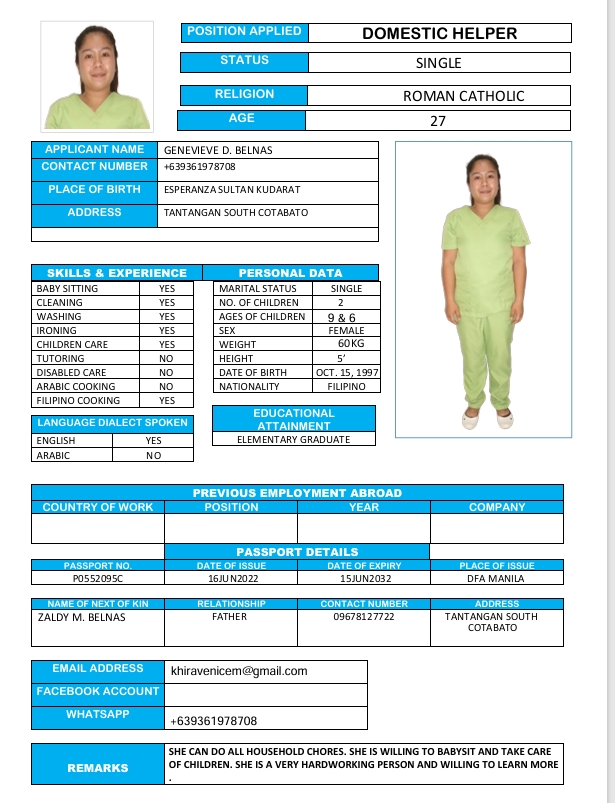 POSITION APPLIED DOMESTIC HELPER
STATUS SINGLE
RELIGION ROMAN CATHOLIC
AGE 27
APPLICANT NAME GENEVIEVE D. BELNAS
CONTACT NUMBER +639361978708
PLACE OF BIRTH ESPERANZA SULTAN KUDARAT
ADDRESS TANTANGAN SOUTH COTABATO
SKILLS & EXPERIENCE PERSONAL DATA
BABY SITTING YES MARITAL STATUS SINGLE
CLEANING YES NO. OF CHILDREN 2
WASHING YES AGES OF CHILDREN 9 & 6
IRONING YES SEX FEMALE
CHILDREN CARE YES WEIGHT 60KG
TUTORING NO HEIGHT 5’
DISABLED CARE NO DATE OF BIRTH OCT. 15, 1997
ARABIC COOKING NO NATIONALITY FILIPINO
FILIPINO COOKING YES
LANGUAGE DIALECT SPOKEN
ENGLISH YES
ARABIC NO
EDUCATIONAL
ATTAINMENT
ELEMENTARY GRADUATE
PREVIOUS EMPLOYMENT ABROAD
COUNTRY OF WORK POSITION YEAR COMPANY
PASSPORT DETAILS
PASSPORT NO. DATE OF ISSUE DATE OF EXPIRY PLACE OF ISSUE
P0552095C 16JUN2022 15JUN2032 DFA MANILA
NAME OF NEXT OF KIN RELATIONSHIP CONTACT NUMBER ADDRESS
ZALDY M. BELNAS FATHER 09678127722 TANTANGAN SOUTH
COTABATO
EMAIL ADDRESS khiravenicem@gmail.com
FACEBOOK ACCOUNT
WHATSAPP +639361978708
REMARKS
SHE CAN DO ALL HOUSEHOLD CHORES. SHE IS WILLING TO BABYSIT AND TAKE CARE
OF CHILDREN. SHE IS A VERY HARDWORKING PERSON AND WILLING TO LEARN MORE
.